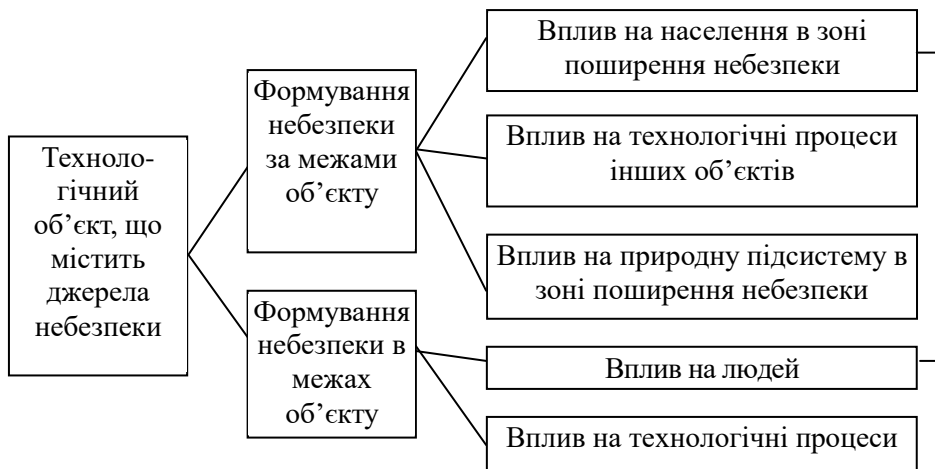 Техноло-
гічний
об’єкт, що
містить
джерела
небезпеки
Формування
небезпеки
за межами
об’єкту
Формування
небезпеки в
межах
об’єкту
Вплив на населення в зоні
поширення небезпеки
Вплив на технологічні процеси
інших об’єктів
Вплив на природну підсистему в
зоні поширення небезпеки
Вплив на людей
Вплив на технологічні процеси